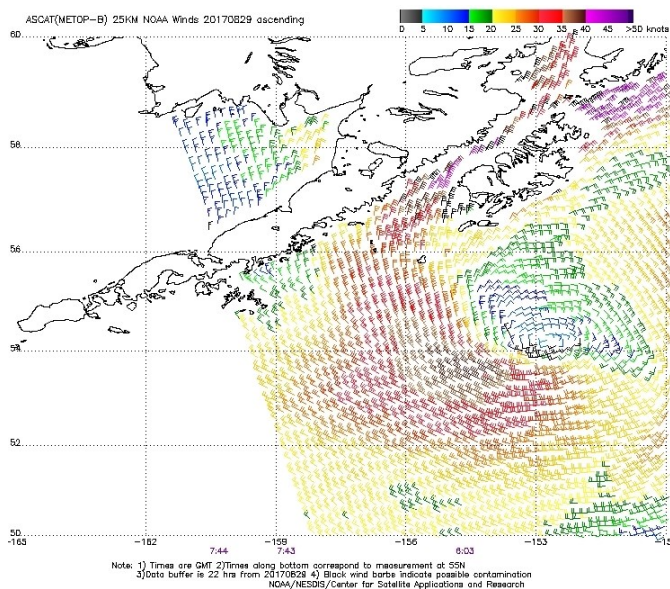 ASCAT(METOP-B) 25KM NOAA Winds 20170829 ascending
0 5 10 15 20 25 30 35 40 45 >50 knots
60
58
56
54
52
50
-165 -162 -159 -156 -153
7:44 7:43 6:03
Note: 1) Times are GMT 2)Times along bottom correspond to measurement at 55N
3)Data buffer is 22 hrs from 20170829 4) Black wind barbs indicate possible contamination
NOAA/NESDIS/Center for Satellite Applications and Research